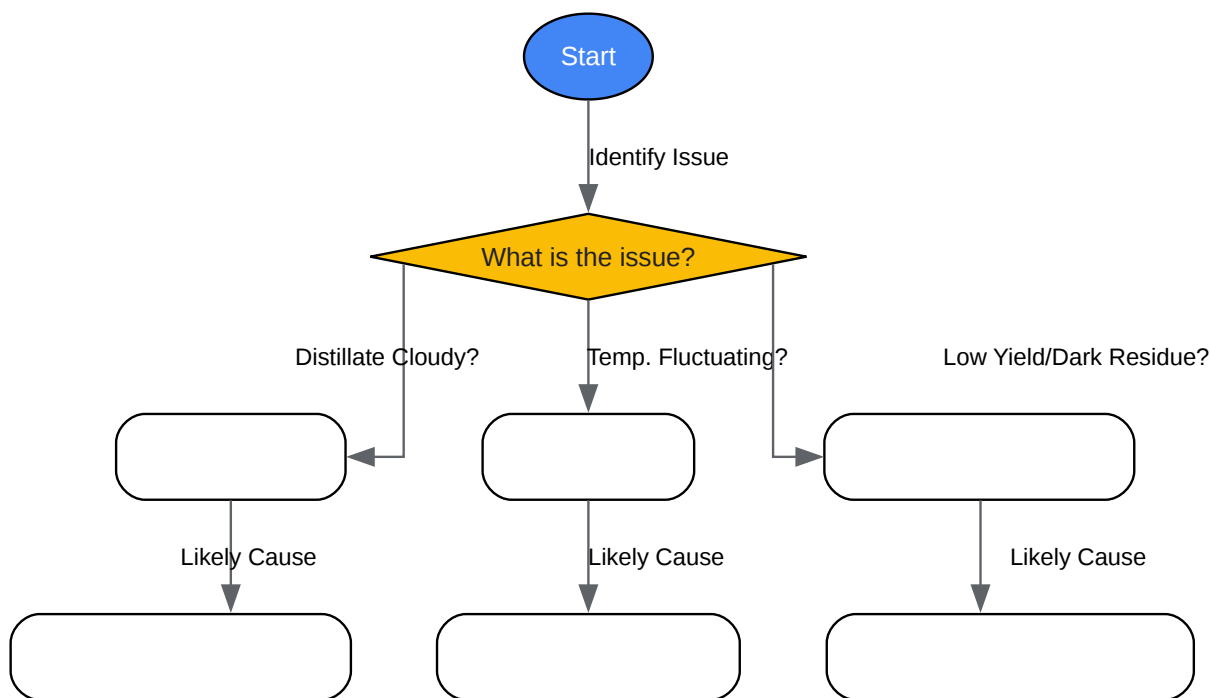 Start
Identify Issue
What is the issue?
Distillate Cloudy?
Temp. Fluctuating?
Low Yield/Dark Residue?
Likely Cause
Likely Cause
Likely Cause